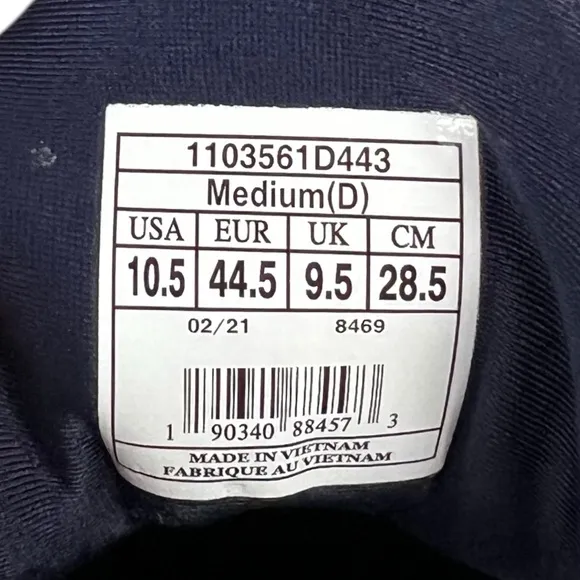 1103561D443
Medium(D)
USA EUR UK CM
10.5 44.5 9.5 28.5
02/21 8469
1 90340 88457 3
MADE IN VIETNAM
FABRIQUE AU VIETNAM